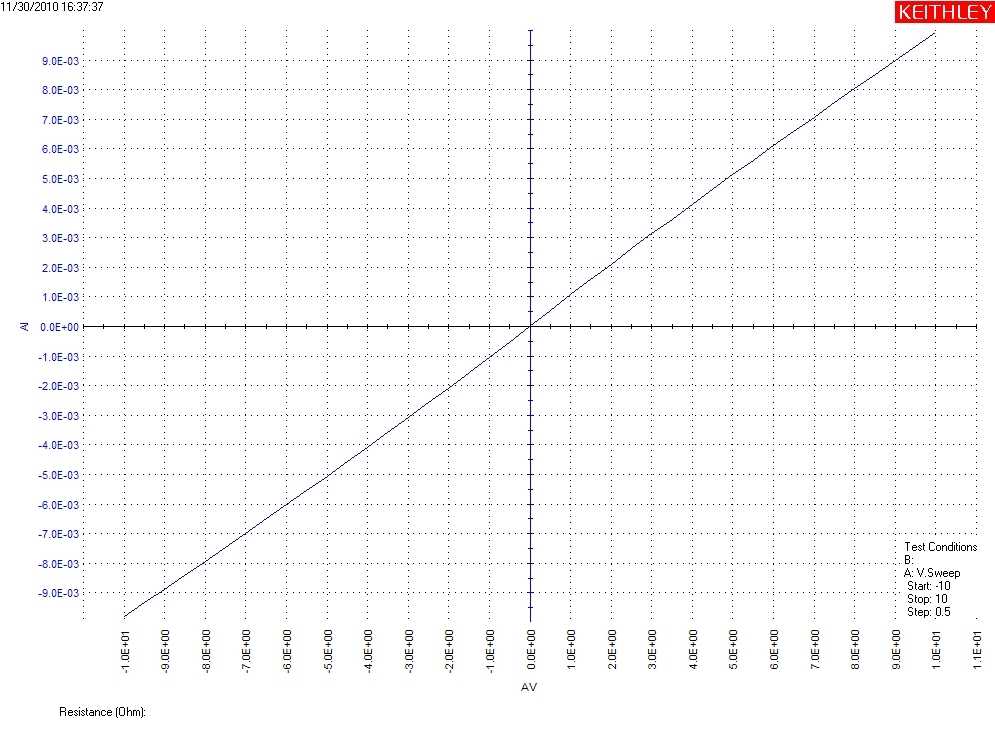 11/30/2010 16:37:37
KEITHLEY
9.0E-03
8.0E-03
7.0E-03
6.0E-03
5.0E-03
4.0E-03
3.0E-03
2.0E-03
1.0E-03
AI
0.0E+00
-1.0E-03
-2.0E-03
-3.0E-03
-4.0E-03
-5.0E-03
-6.0E-03
-7.0E-03
-8.0E-03
-9.0E-03
Test Conditions
B:
A: V.Sweep
Start: -10
Stop: 10
Step: 0.5
-1.0E+01 -9.0E+00 -8.0E+00 -7.0E+00 -6.0E+00 -5.0E+00 -4.0E+00 -3.0E+00 -2.0E+00 -1.0E+00 0.0E+00 1.0E+00 2.0E+00 3.0E+00 4.0E+00 5.0E+00 6.0E+00 7.0E+00 8.0E+00 9.0E+00 1.0E+01 1.1E+01
AV
Resistance (Ohm):